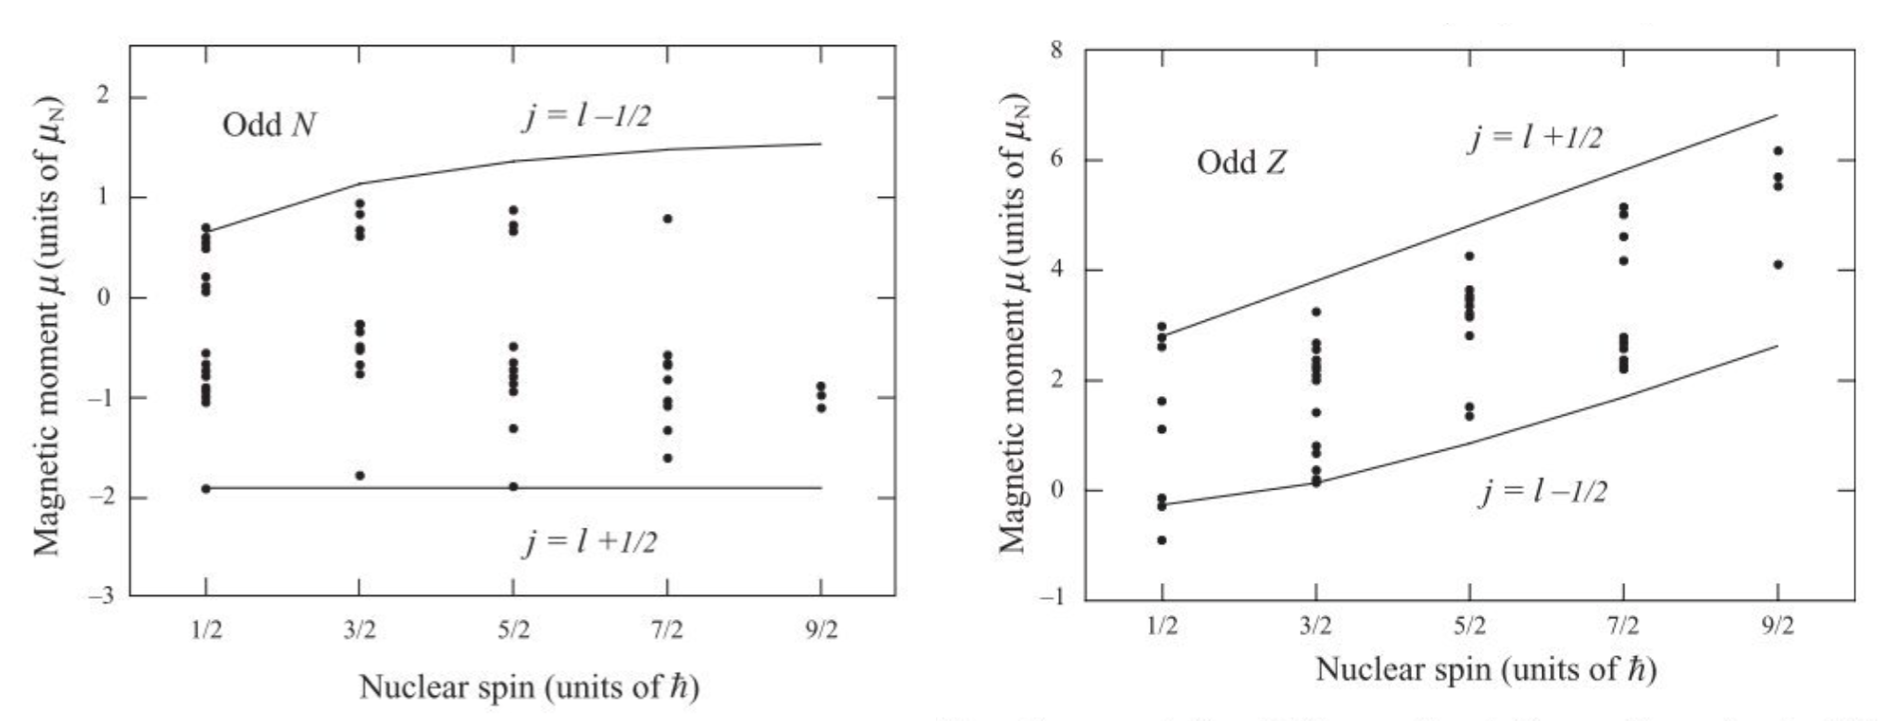 Odd N
j = l –1/2
j = l +1/2
2
1
0
–1
–2
–3
1/2 3/2 5/2 7/2 9/2
Nuclear spin (units of ℏ)
Magnetic moment μ (units of μN)
Odd Z
j = l +1/2
j = l –1/2
8
6
4
2
0
–1
1/2 3/2 5/2 7/2 9/2
Nuclear spin (units of ℏ)
Magnetic moment μ (units of μN)